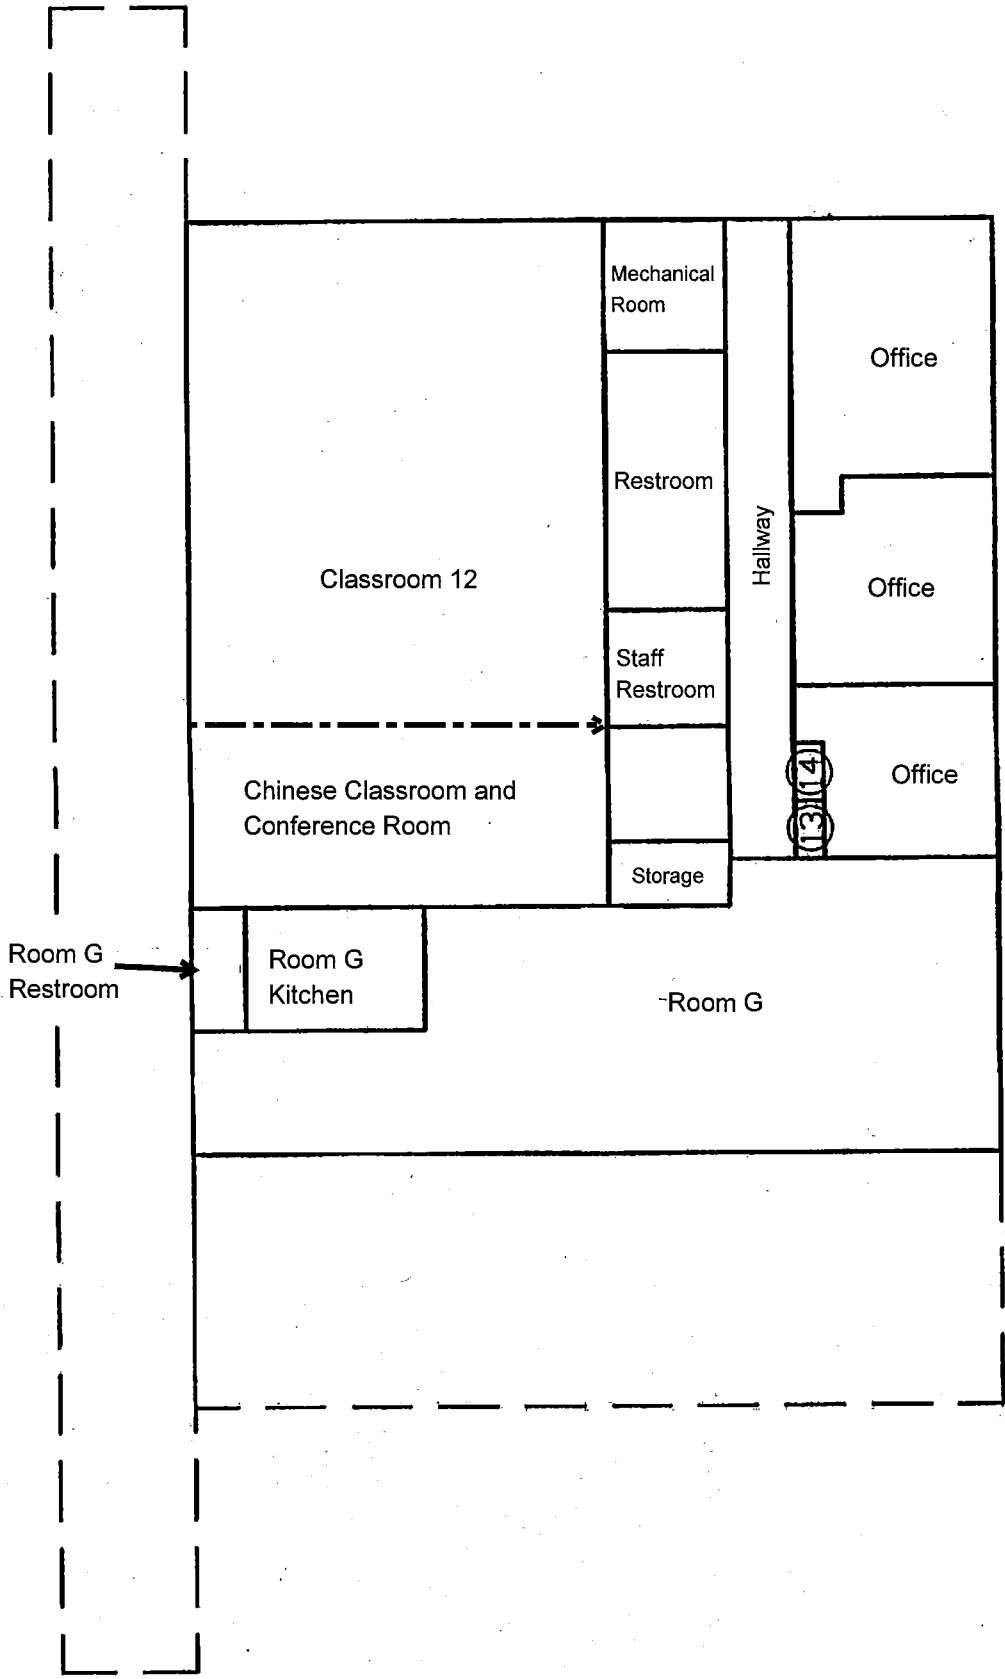 Mechanical
Room
Office
Restroom
Hallway
Classroom 12
Office
Staff
Restroom
Chinese Classroom and
Conference Room
14
13
Office
Storage
Room G
Restroom
Room G
Kitchen
Room G